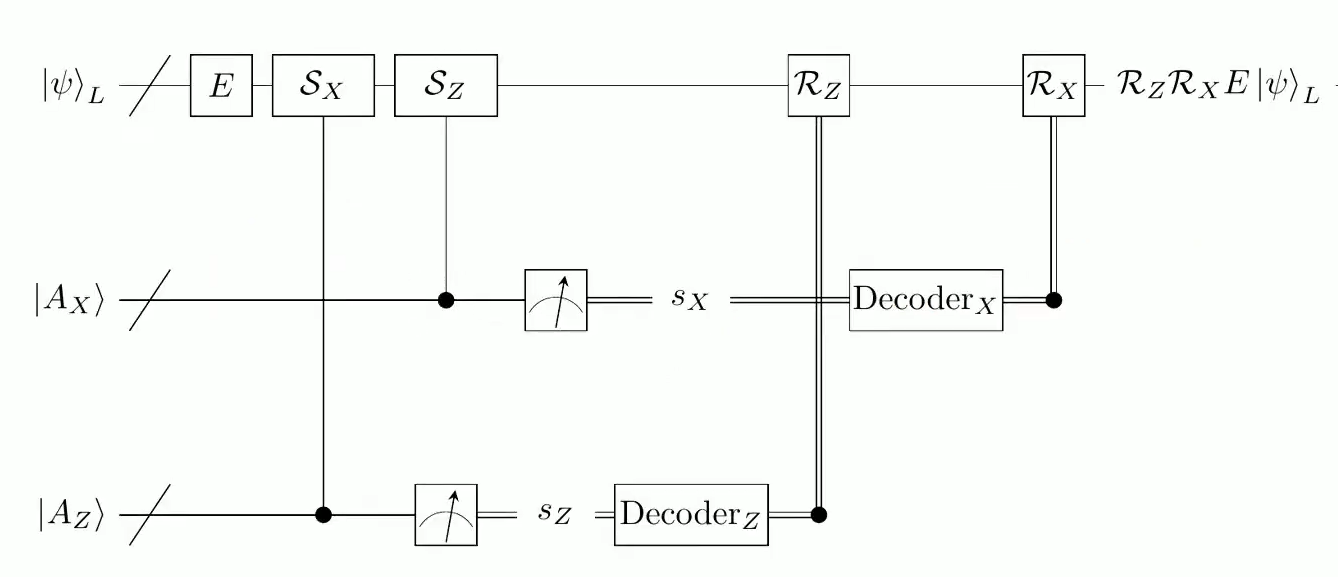 |ψ⟩_L E 𝒮_X 𝒮_Z ℛ_Z ℛ_X ℛ_Zℛ_XE|ψ⟩_L
|A_X⟩ s_X Decoder_X
|A_Z⟩ s_Z Decoder_Z